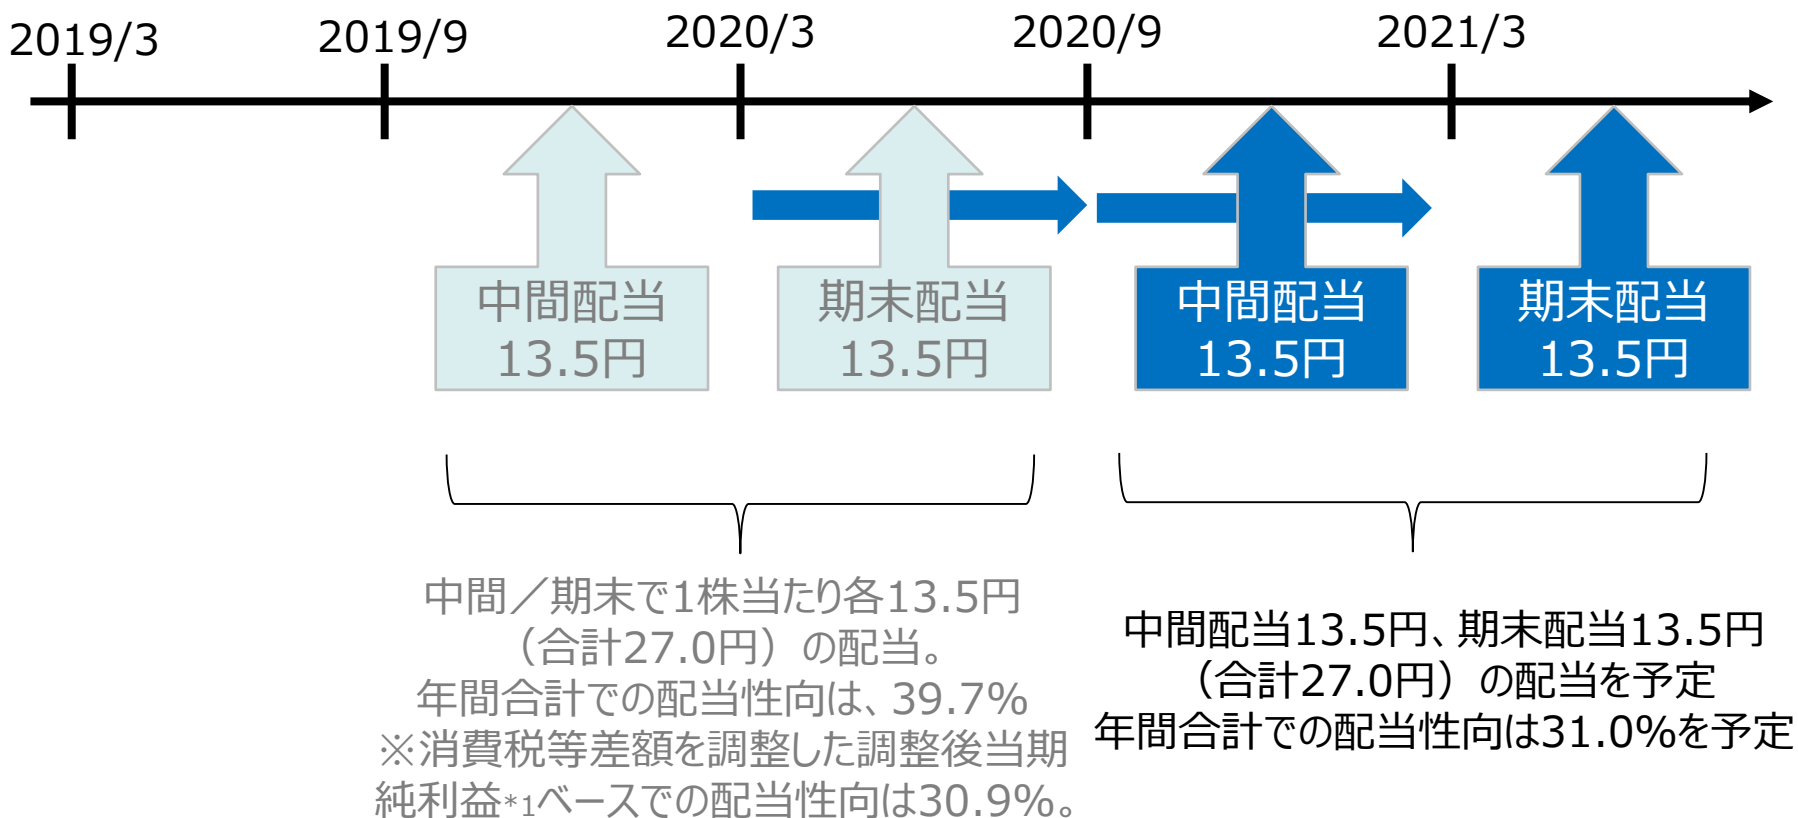 2019/3
2019/9
2020/3
2020/9
2021/3
中間配当
13.5円
期末配当
13.5円
中間配当
13.5円
期末配当
13.5円
中間／期末で1株当たり各13.5円
（合計27.0円）の配当。
年間合計での配当性向は、39.7%
※消費税等差額を調整した調整後当期
純利益*1ベースでの配当性向は30.9%。
中間配当13.5円、期末配当13.5円
（合計27.0円）の配当を予定
年間合計での配当性向は31.0%を予定